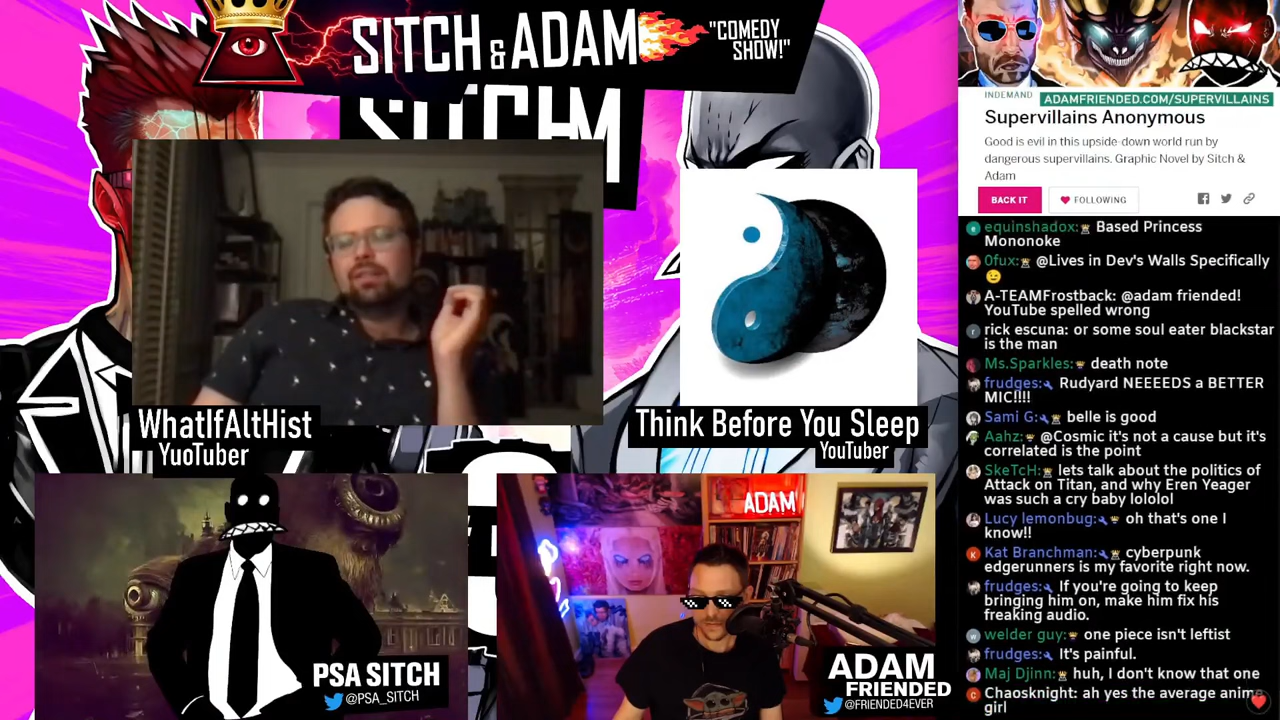 SITCH & ADAM
"COMEDY
SHOW!"
WhatIfAltHist
YuoTuber
Think Before You Sleep
YouTuber
PSA SITCH
@PSA_SITCH
ADAM
ADAM
FRIENDED
@FRIENDED4EVER
INDEMAND
ADAMFRIENDED.COM/SUPERVILLAINS
Supervillains Anonymous
Good is evil in this upside-down world run by
dangerous supervillains. Graphic Novel by Sitch &
Adam
BACK IT
FOLLOWING
equinshadox: Based Princess
Mononoke
0fux: @Lives in Dev's Walls Specifically
A-TEAMFrostback: @adam friended!
YouTube spelled wrong
rick escuna: or some soul eater blackstar
is the man
Ms.Sparkles: death note
frudges: Rudyard NEEEEDS a BETTER
MIC!!!!
Sami G: belle is good
Aahz: @Cosmic it's not a cause but it's
correlated is the point
SkeTcH: lets talk about the politics of
Attack on Titan, and why Eren Yeager
was such a cry baby lololol
Lucy lemonbug: oh that's one I
know!!
Kat Branchman: cyberpunk
edgerunners is my favorite right now.
frudges: If you're going to keep
bringing him on, make him fix his
freaking audio.
welder guy: one piece isn't leftist
frudges: It's painful.
Maj Djinn: huh, I don't know that one
Chaosknight: ah yes the average anime
girl